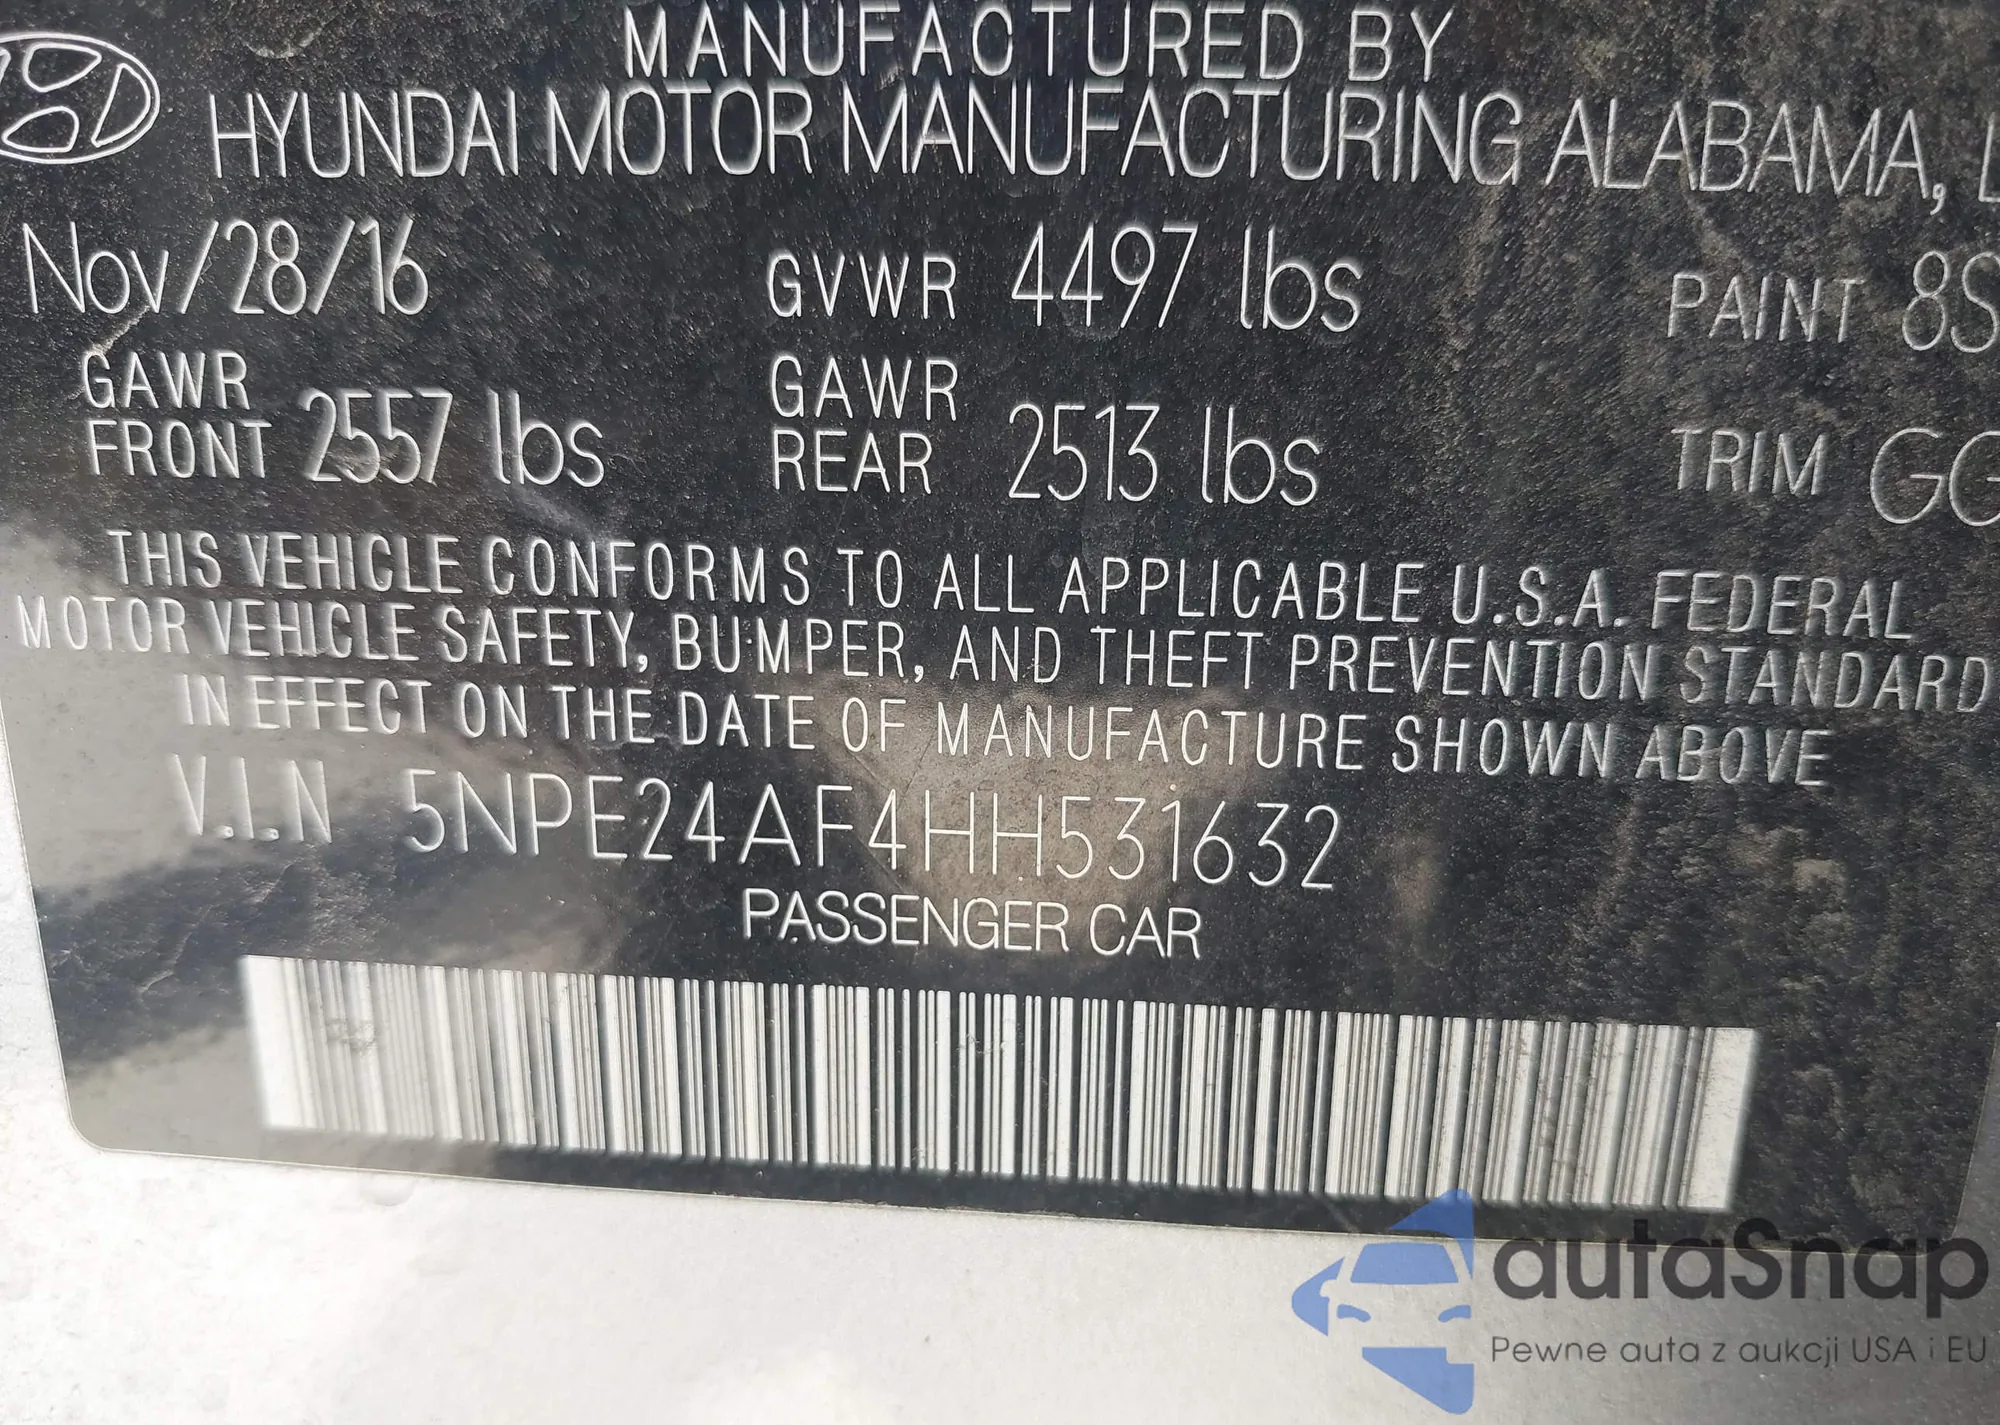 MANUFACTURED BY
HYUNDAI MOTOR MANUFACTURING ALABAMA, L
Nov/28/16 GVWR 4497 lbs PAINT 8S
GAWR FRONT 2557 lbs GAWR REAR 2513 lbs TRIM GG
THIS VEHICLE CONFORMS TO ALL APPLICABLE U.S.A. FEDERAL
MOTOR VEHICLE SAFETY, BUMPER, AND THEFT PREVENTION STANDARD
IN EFFECT ON THE DATE OF MANUFACTURE SHOWN ABOVE
V.I.N 5NPE24AF4HH531632
PASSENGER CAR
autaSnap
Pewne auta z aukcji USA i EU